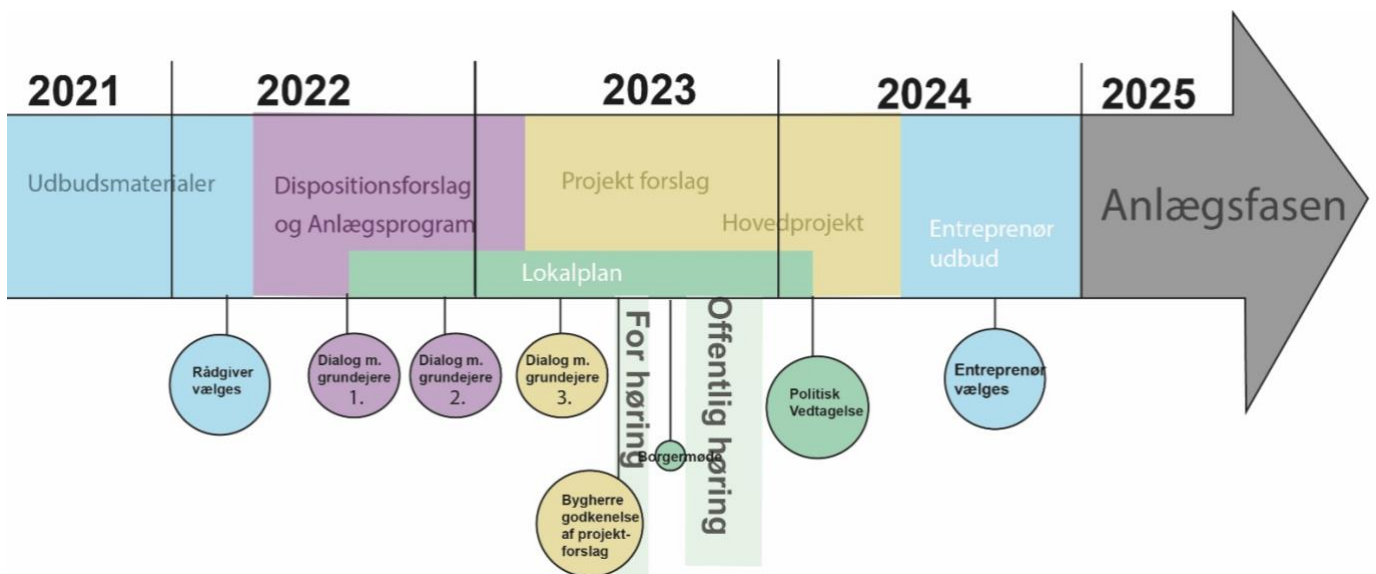 2021
2022
2023
2024
2025
Udbudsmaterialer
Dispositionsforslag
og Anlægsprogram
Projekt forslag
Hovedprojekt
Lokalplan
Entreprenør
udbud
Anlægsfasen
Rådgiver
vælges
Dialog m.
grundejere
1.
Dialog m.
grundejere
2.
Dialog m.
grundejere
3.
Bygherre
godkenelse
af projekt-
forslag
For høring
Borgermøde
Offentlig høring
Politisk
Vedtagelse
Entreprenør
vælges